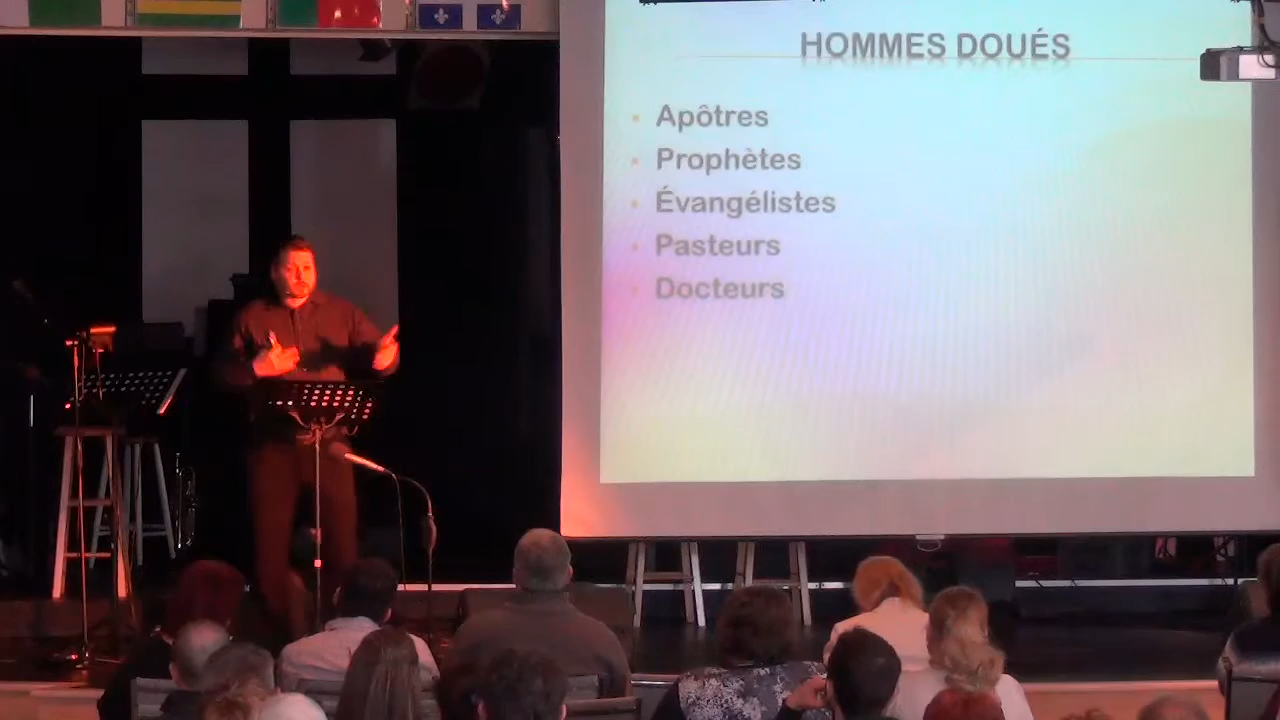 HOMMES DOUÉS
Apôtres
Prophètes
Évangélistes
Pasteurs
Docteurs